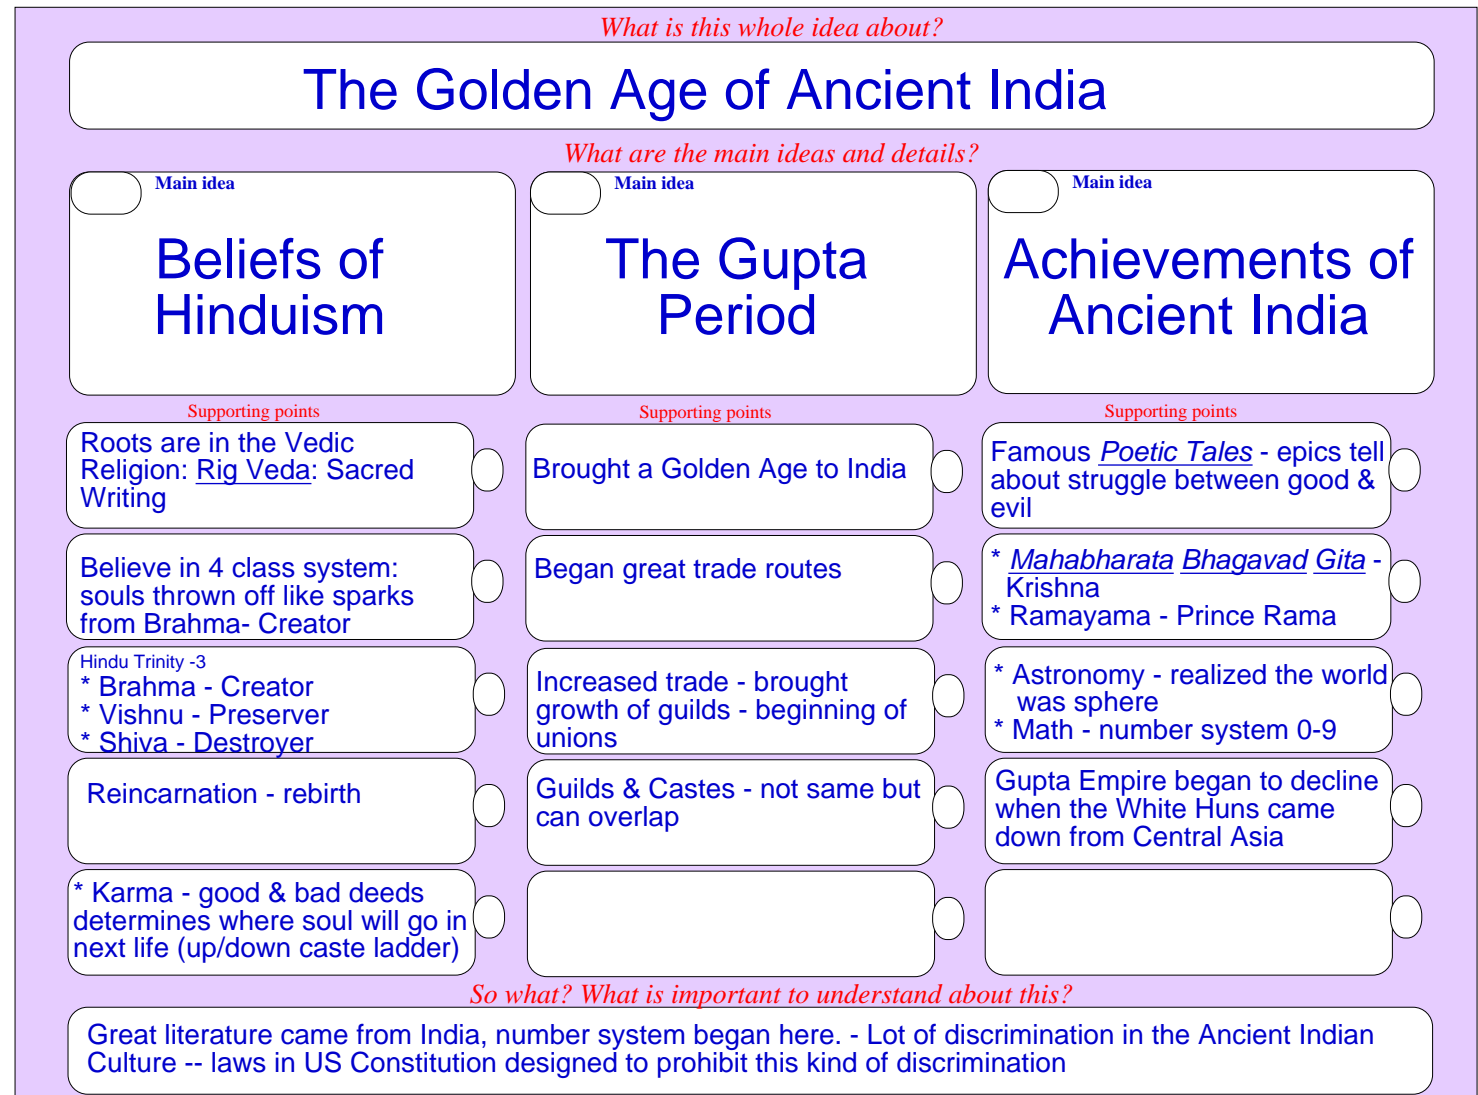 What is this whole idea about?
The Golden Age of Ancient India
What are the main ideas and details?
Main idea
Beliefs of
Hinduism
Main idea
The Gupta
Period
Main idea
Achievements of
Ancient India
Supporting points
Roots are in the Vedic
Religion: Rig Veda: Sacred
Writing
Believe in 4 class system:
souls thrown off like sparks
from Brahma- Creator
Hindu Trinity -3
* Brahma - Creator
* Vishnu - Preserver
* Shiva - Destroyer
Reincarnation - rebirth
* Karma - good & bad deeds
determines where soul will go in
next life (up/down caste ladder)
Supporting points
Brought a Golden Age to India
Began great trade routes
Increased trade - brought
growth of guilds - beginning of
unions
Guilds & Castes - not same but
can overlap
Supporting points
Famous Poetic Tales - epics tell
about struggle between good &
evil
* Mahabharata Bhagavad Gita -
Krishna
* Ramayama - Prince Rama
* Astronomy - realized the world
was sphere
* Math - number system 0-9
Gupta Empire began to decline
when the White Huns came
down from Central Asia
So what? What is important to understand about this?
Great literature came from India, number system began here. - Lot of discrimination in the Ancient Indian
Culture -- laws in US Constitution designed to prohibit this kind of discrimination